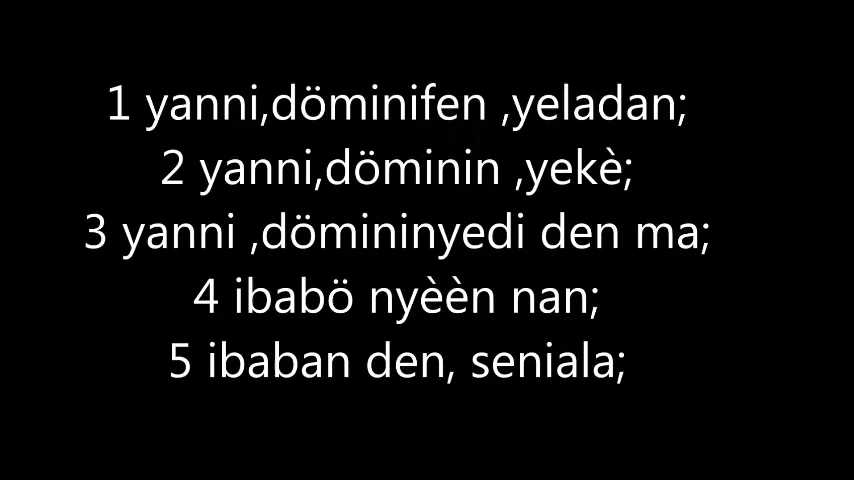 1 yanni,döminifen ,yeladan;
2 yanni,döminin ,yekè;
3 yanni ,dömininyedi den ma;
4 ibabö nyèèn nan;
5 ibaban den, seniala;